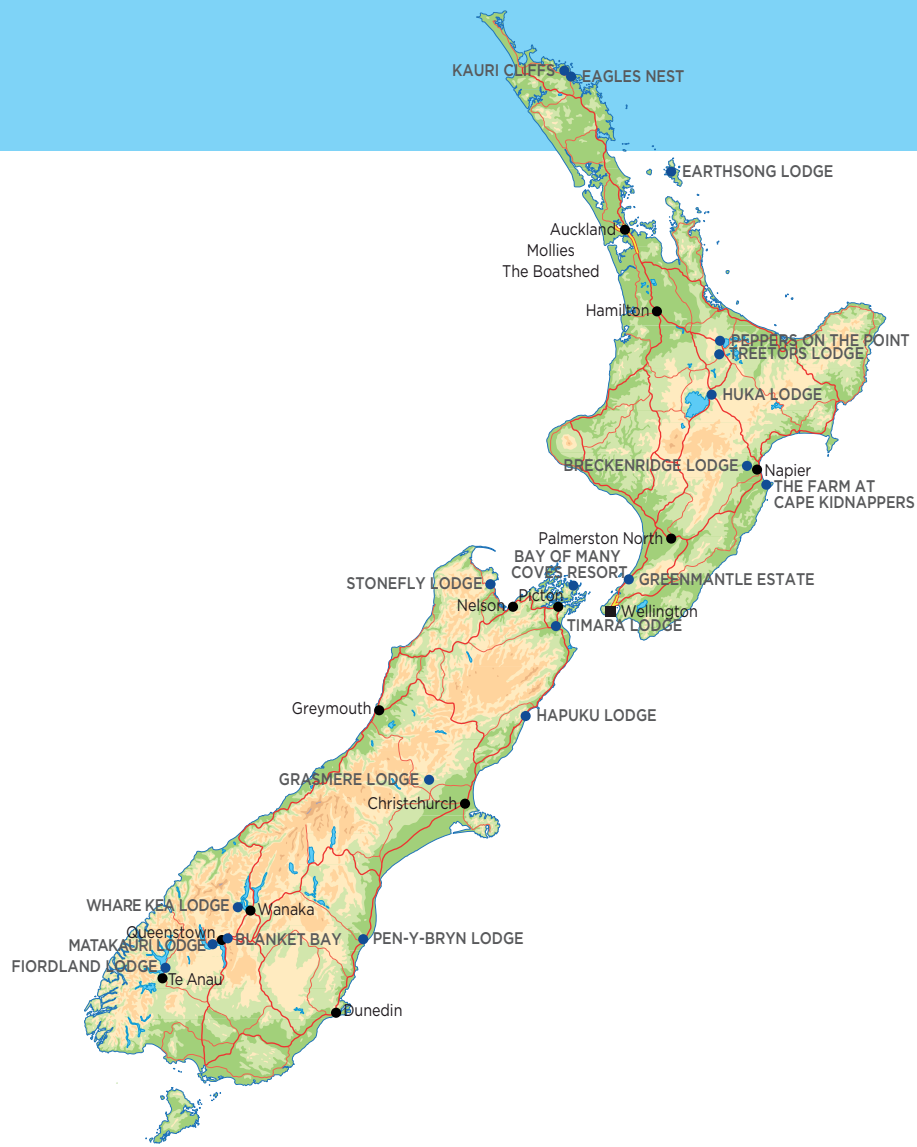 KAURI CLIFFS
EAGLES NEST
EARTHSONG LODGE
Auckland
Mollies
The Boatshed
Hamilton
PEPPERS ON THE POINT
TREETOPS LODGE
HUKA LODGE
BRECKENRIDGE LODGE
Napier
THE FARM AT
CAPE KIDNAPPERS
Palmerston North
BAY OF MANY
COVES RESORT
STONEFLY LODGE
GREENMANTLE ESTATE
Nelson
Picton
Wellington
TIMARA LODGE
Greymouth
HAPUKU LODGE
GRASMERE LODGE
Christchurch
WHARE KEA LODGE
Wanaka
Queenstown
MATAKAURI LODGE
BLANKET BAY
PEN-Y-BRYN LODGE
FIORDLAND LODGE
Te Anau
Dunedin